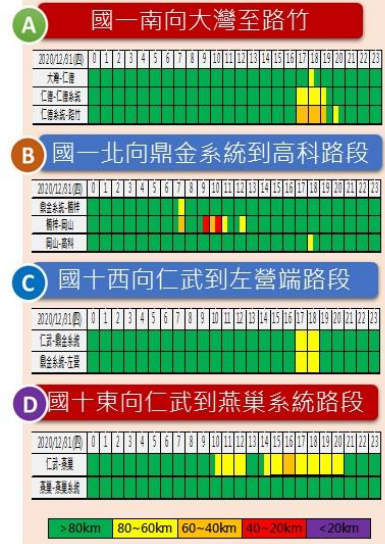 A 國一南向大灣至路竹
2020/12/31(四) 0 1 2 3 4 5 6 7 8 9 10 11 12 13 14 15 16 17 18 19 20 21 22 23
大灣-仁德
仁德-仁德系統
仁德系統-路竹
B 國一北向鼎金系統到高科路段
2020/12/31(四) 0 1 2 3 4 5 6 7 8 9 10 11 12 13 14 15 16 17 18 19 20 21 22 23
鼎金系統-楠梓
楠梓-岡山
岡山-高科
C 國十西向仁武到左營端路段
2020/12/31(四) 0 1 2 3 4 5 6 7 8 9 10 11 12 13 14 15 16 17 18 19 20 21 22 23
仁武-鼎金系統
鼎金系統-左營
D 國十東向仁武到燕巢系統路段
2020/12/31(四) 0 1 2 3 4 5 6 7 8 9 10 11 12 13 14 15 16 17 18 19 20 21 22 23
仁武-燕巢
燕巢-燕巢系統
>80km 80~60km 60~40km 40~20km <20km